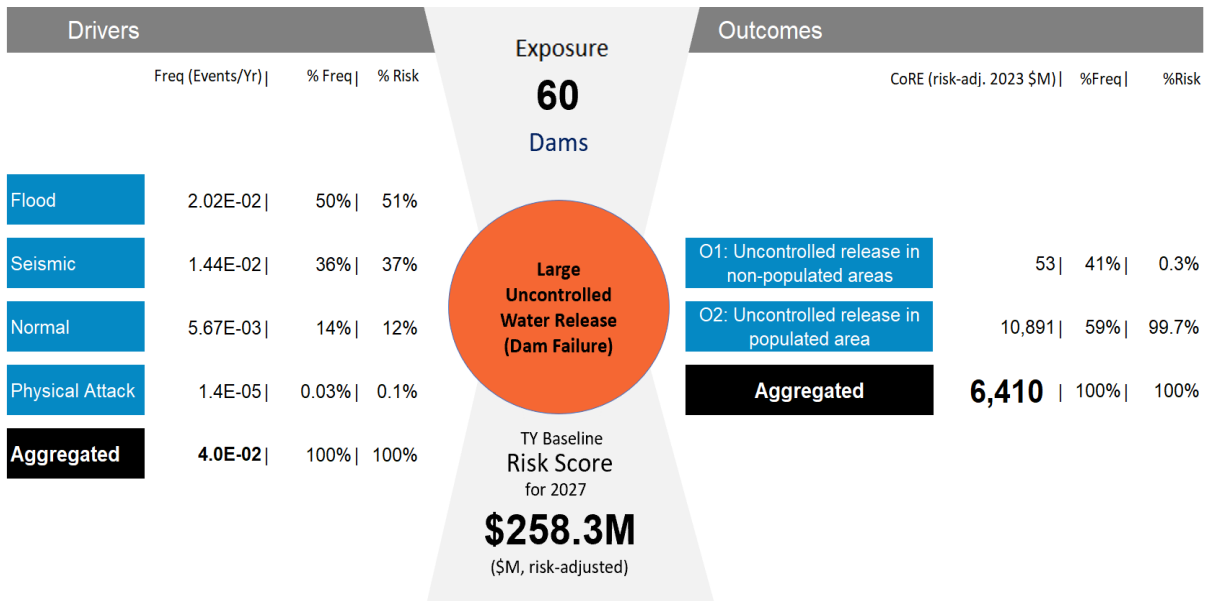 Drivers
Freq (Events/Yr)| % Freq| % Risk
Flood 2.02E-02| 50%| 51%
Seismic 1.44E-02| 36%| 37%
Normal 5.67E-03| 14%| 12%
Physical Attack 1.4E-05| 0.03%| 0.1%
Aggregated 4.0E-02| 100%| 100%
Exposure
60
Dams
Large
Uncontrolled
Water Release
(Dam Failure)
TY Baseline
Risk Score
for 2027
$258.3M
($M, risk-adjusted)
Outcomes
CoRE (risk-adj. 2023 $M)| %Freq| %Risk
O1: Uncontrolled release in
non-populated areas 53| 41%| 0.3%
O2: Uncontrolled release in
populated area 10,891| 59%| 99.7%
Aggregated 6,410 | 100%| 100%